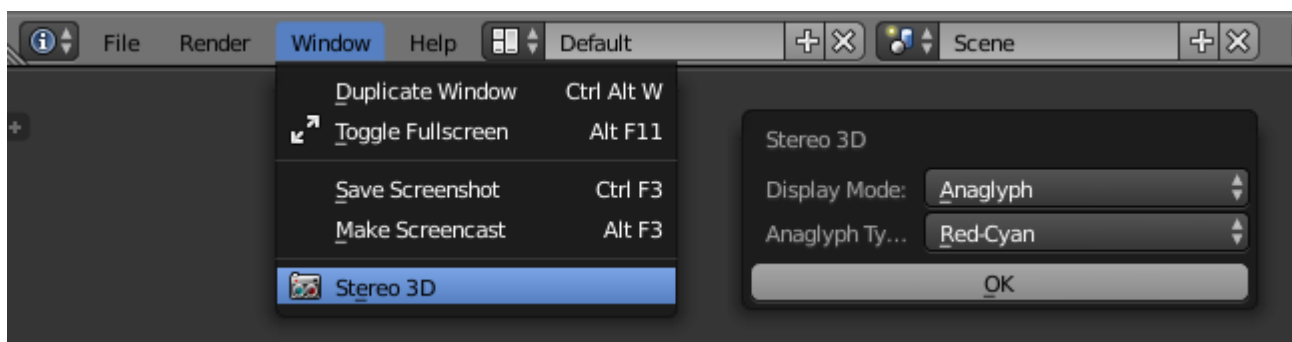 File Render Window Help Default Scene
Duplicate Window Ctrl Alt W
Toggle Fullscreen Alt F11
Save Screenshot Ctrl F3
Make Screencast Alt F3
Stereo 3D
Stereo 3D
Display Mode: Anaglyph
Anaglyph Ty... Red-Cyan
OK